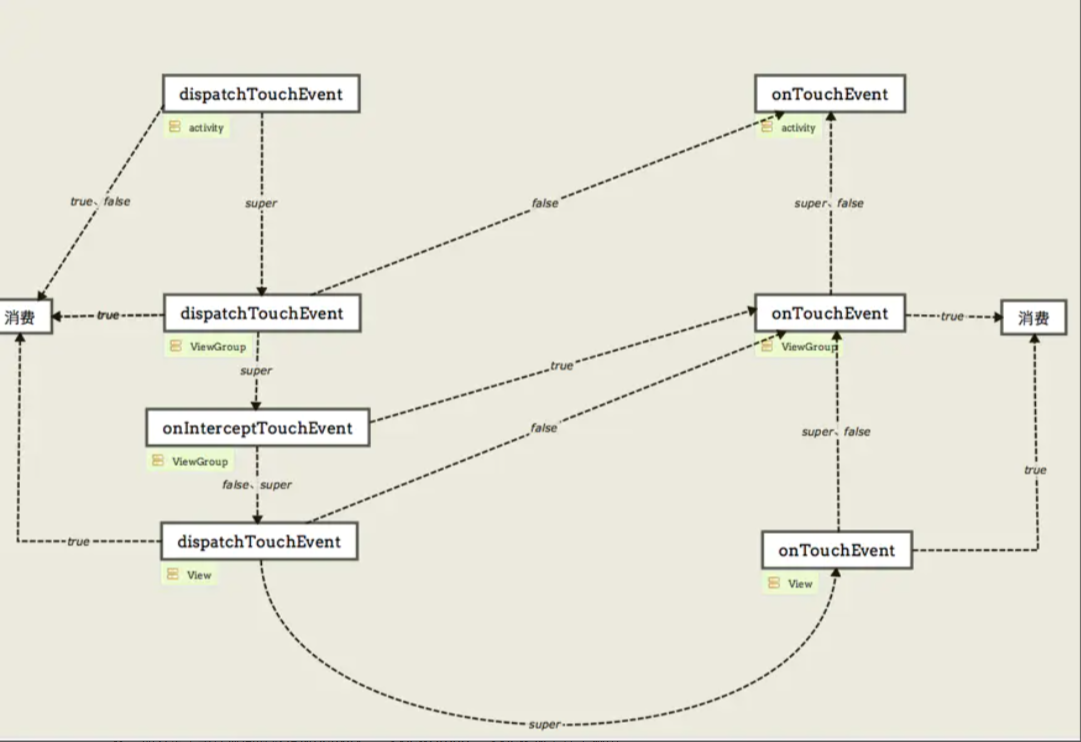 dispatchTouchEvent
onTouchEvent
activity
activity
true、false
super
false
super、false
消费
true
dispatchTouchEvent
onTouchEvent
true
消费
ViewGroup
ViewGroup
super
true
onInterceptTouchEvent
false
super、false
ViewGroup
true
false、super
true
dispatchTouchEvent
onTouchEvent
View
View
super